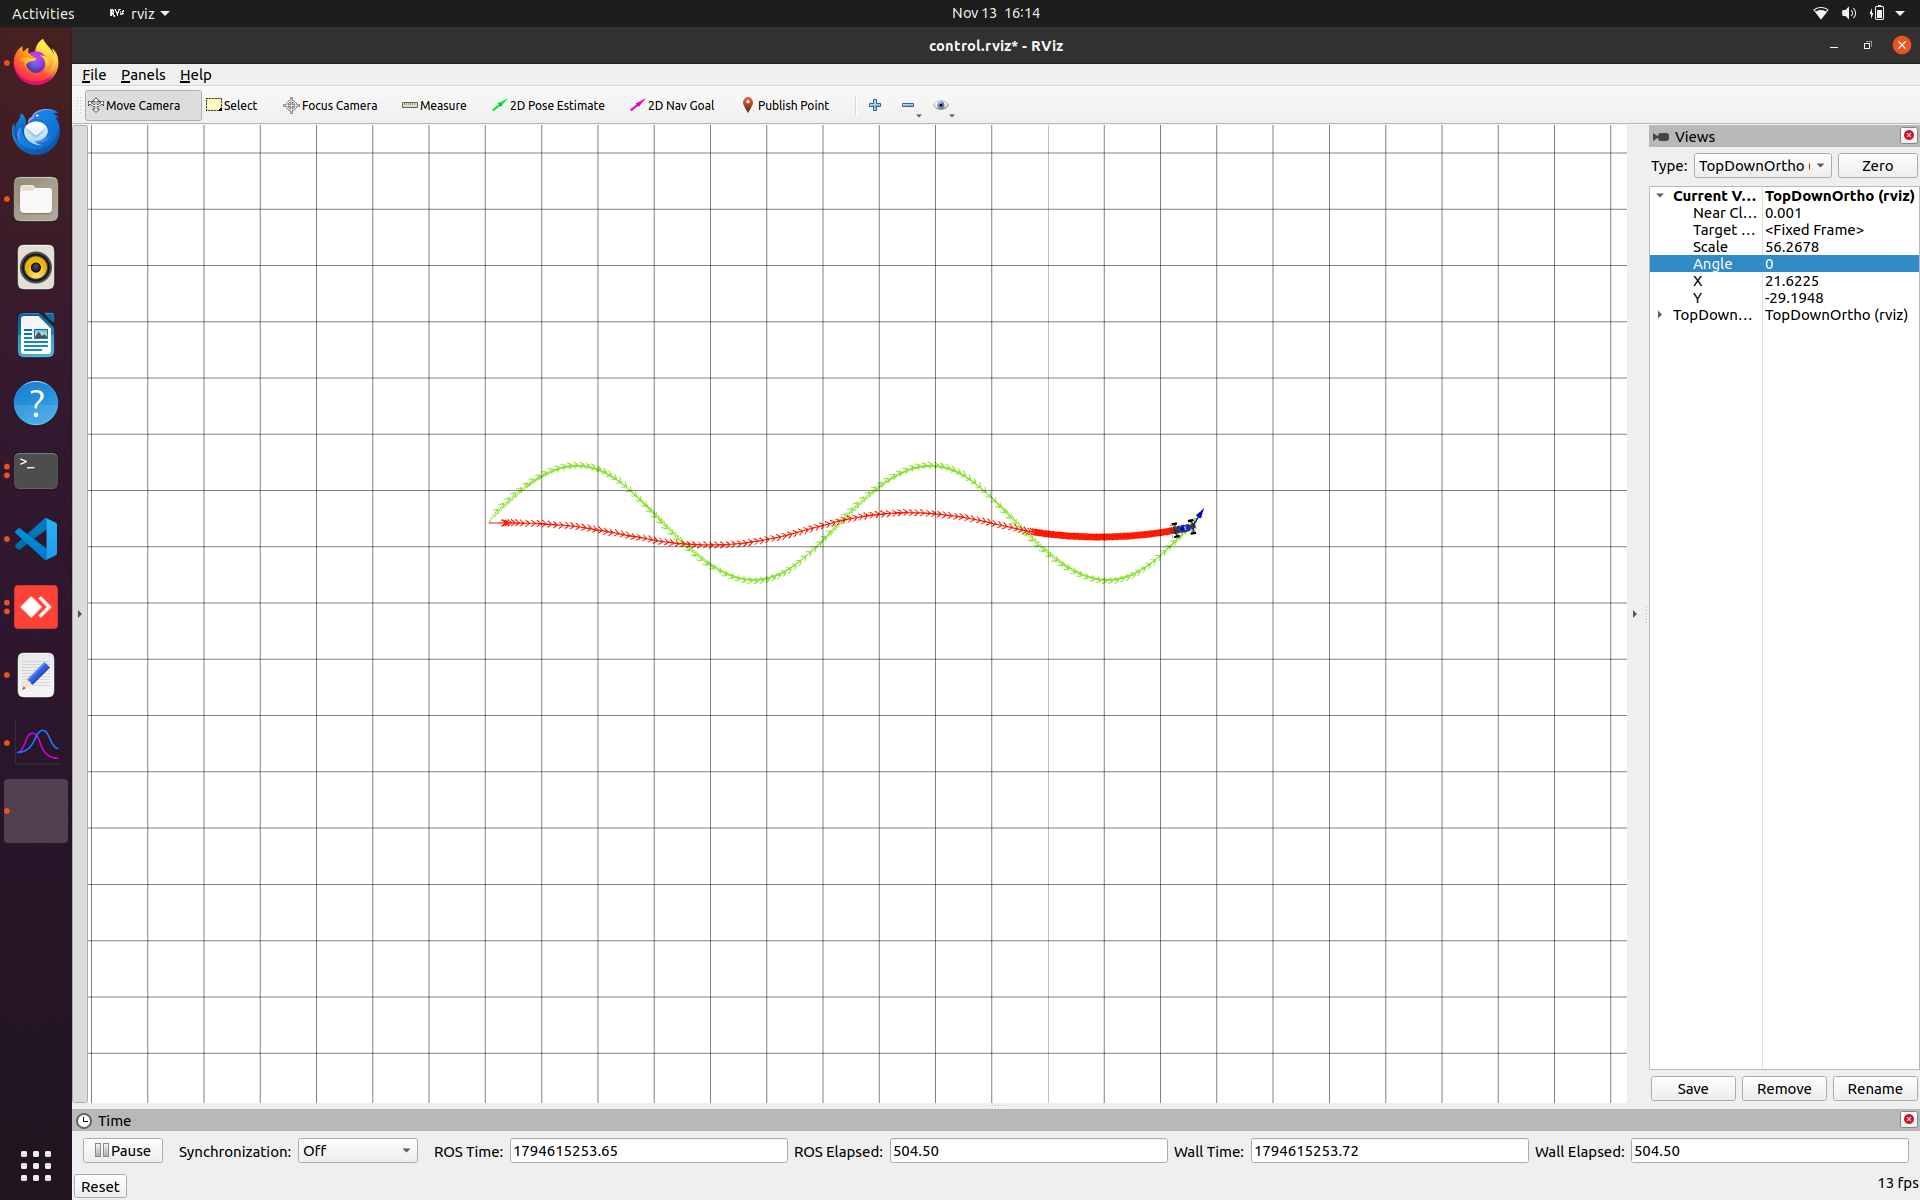 Activities rviz Nov 13 16:14
control.rviz* - RViz
File Panels Help
Move Camera Select Focus Camera Measure 2D Pose Estimate 2D Nav Goal Publish Point
Views
Type: TopDownOrtho Zero
Current V... TopDownOrtho (rviz)
Near Cl... 0.001
Target ... <Fixed Frame>
Scale 56.2678
Angle 0
X 21.6225
Y -29.1948
TopDown... TopDownOrtho (rviz)
Save Remove Rename
Time
Pause Synchronization: Off ROS Time: 1794615253.65 ROS Elapsed: 504.50 Wall Time: 1794615253.72 Wall Elapsed: 504.50
Reset 13 fps